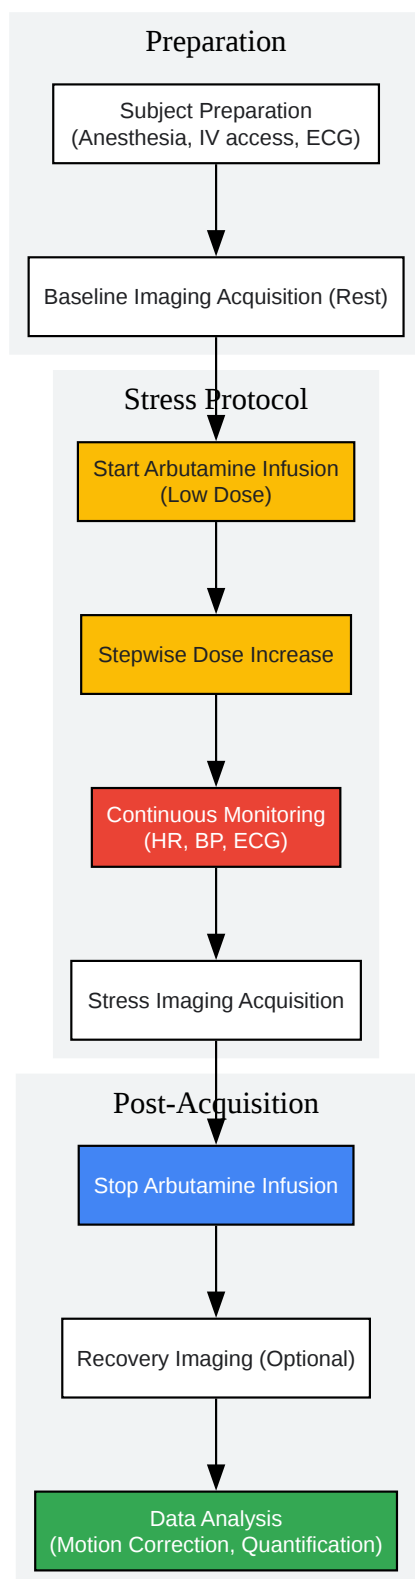 Preparation
Subject Preparation
(Anesthesia, IV access, ECG)
Baseline Imaging Acquisition (Rest)
Stress Protocol
Start Arbutamine Infusion
(Low Dose)
Stepwise Dose Increase
Continuous Monitoring
(HR, BP, ECG)
Stress Imaging Acquisition
Post-Acquisition
Stop Arbutamine Infusion
Recovery Imaging (Optional)
Data Analysis
(Motion Correction, Quantification)